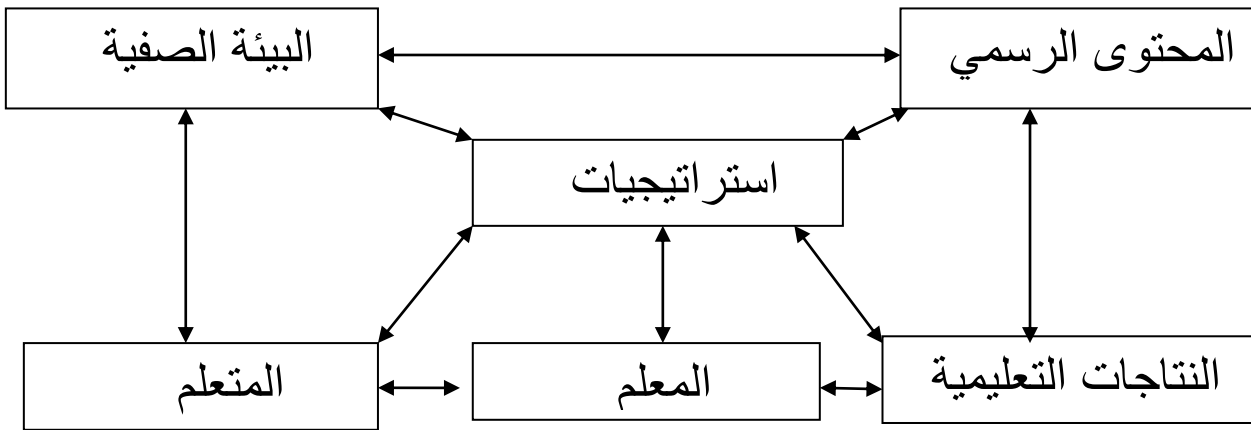 المحتوى الرسمي
البيئة الصفية
استراتيجيات
النتاجات التعليمية
المعلم
المتعلم